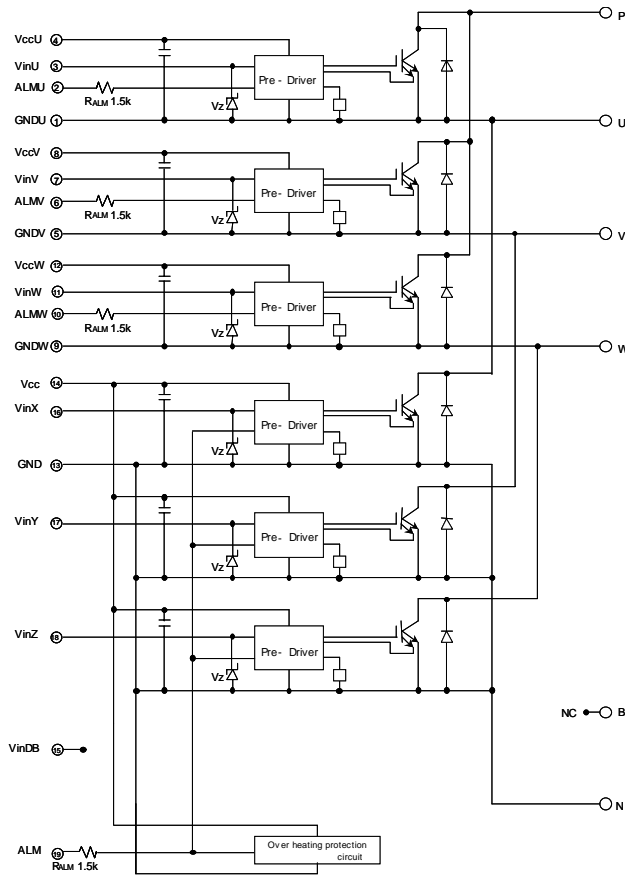 P
VccU 4
VinU 3
Pre- Driver
ALMU 2
RALM 1.5k
Vz
GNDU 1
U
VccV 8
VinV 7
Pre- Driver
ALMV 6
RALM 1.5k
Vz
GNDV 5
V
VccW 12
VinW 11
Pre- Driver
ALMW 10
RALM 1.5k
Vz
GNDW 9
W
Vcc 14
VinX 16
Pre- Driver
Vz
GND 13
VinY 17
Pre- Driver
Vz
VinZ 18
Pre- Driver
Vz
NC B
VinDB 15
N
ALM 19
RALM 1.5k
Over heating protection
circuit